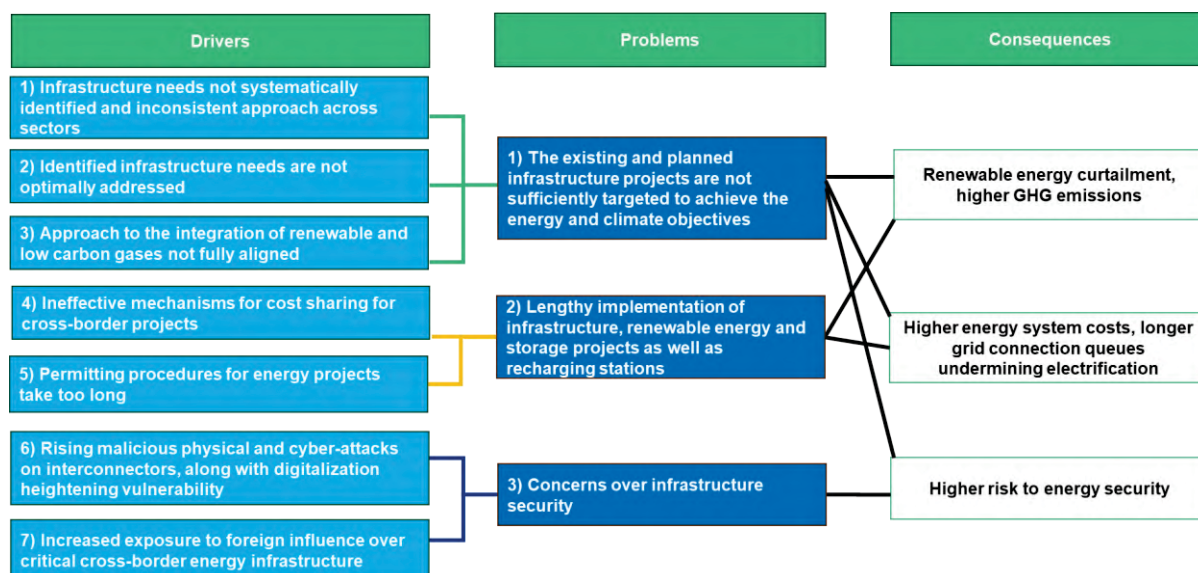 Drivers
Problems
Consequences
1) Infrastructure needs not systematically
identified and inconsistent approach across
sectors
2) Identified infrastructure needs are not
optimally addressed
3) Approach to the integration of renewable and
low carbon gases not fully aligned
4) Ineffective mechanisms for cost sharing for
cross-border projects
5) Permitting procedures for energy projects
take too long
6) Rising malicious physical and cyber-attacks
on interconnectors, along with digitalization
heightening vulnerability
7) Increased exposure to foreign influence over
critical cross-border energy infrastructure
1) The existing and planned
infrastructure projects are not
sufficiently targeted to achieve the
energy and climate objectives
2) Lengthy implementation of
infrastructure, renewable energy and
storage projects as well as
recharging stations
3) Concerns over infrastructure
security
Renewable energy curtailment,
higher GHG emissions
Higher energy system costs, longer
grid connection queues
undermining electrification
Higher risk to energy security